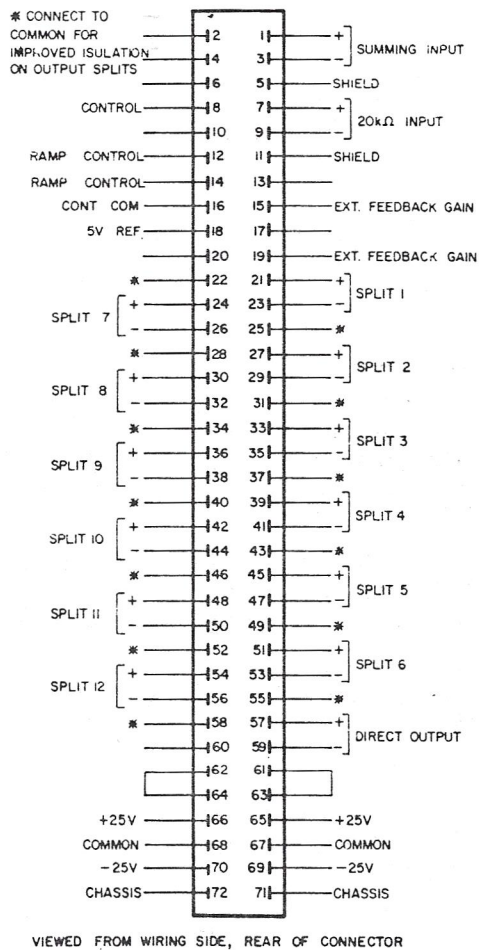 * CONNECT TO
COMMON FOR
IMPROVED ISULATION
ON OUTPUT SPLITS
2 1 + SUMMING INPUT
4 3 -
6 5 SHIELD
CONTROL 8 7 + 20kΩ INPUT
10 9 -
RAMP CONTROL 12 11 SHIELD
RAMP CONTROL 14 13
CONT COM 16 15 EXT. FEEDBACK GAIN
5V REF 18 17
20 19 EXT. FEEDBACK GAIN
* 22 21 + SPLIT 1
SPLIT 7 + 24 23 -
- 26 25 *
* 28 27 + SPLIT 2
SPLIT 8 + 30 29 -
- 32 31 *
* 34 33 + SPLIT 3
SPLIT 9 + 36 35 -
- 38 37 *
* 40 39 + SPLIT 4
SPLIT 10 + 42 41 -
- 44 43 *
* 46 45 + SPLIT 5
SPLIT 11 + 48 47 -
- 50 49 *
* 52 51 + SPLIT 6
SPLIT 12 + 54 53 -
- 56 55 *
* 58 57 + DIRECT OUTPUT
60 59 -
62 61
64 63
+25V 66 65 +25V
COMMON 68 67 COMMON
-25V 70 69 -25V
CHASSIS 72 71 CHASSIS
VIEWED FROM WIRING SIDE, REAR OF CONNECTOR